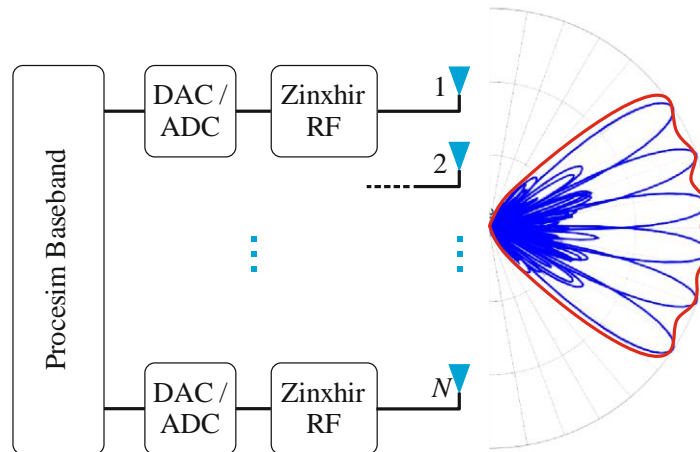 Procesim Baseband
DAC /
ADC
Zinxhir
RF
1
2
DAC /
ADC
Zinxhir
RF
N